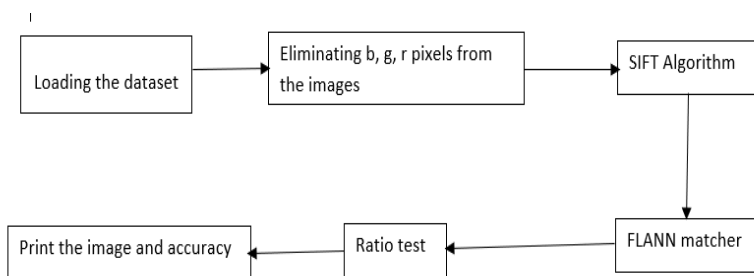 Loading the dataset
Eliminating b, g, r pixels from
the images
SIFT Algorithm
FLANN matcher
Ratio test
Print the image and accuracy